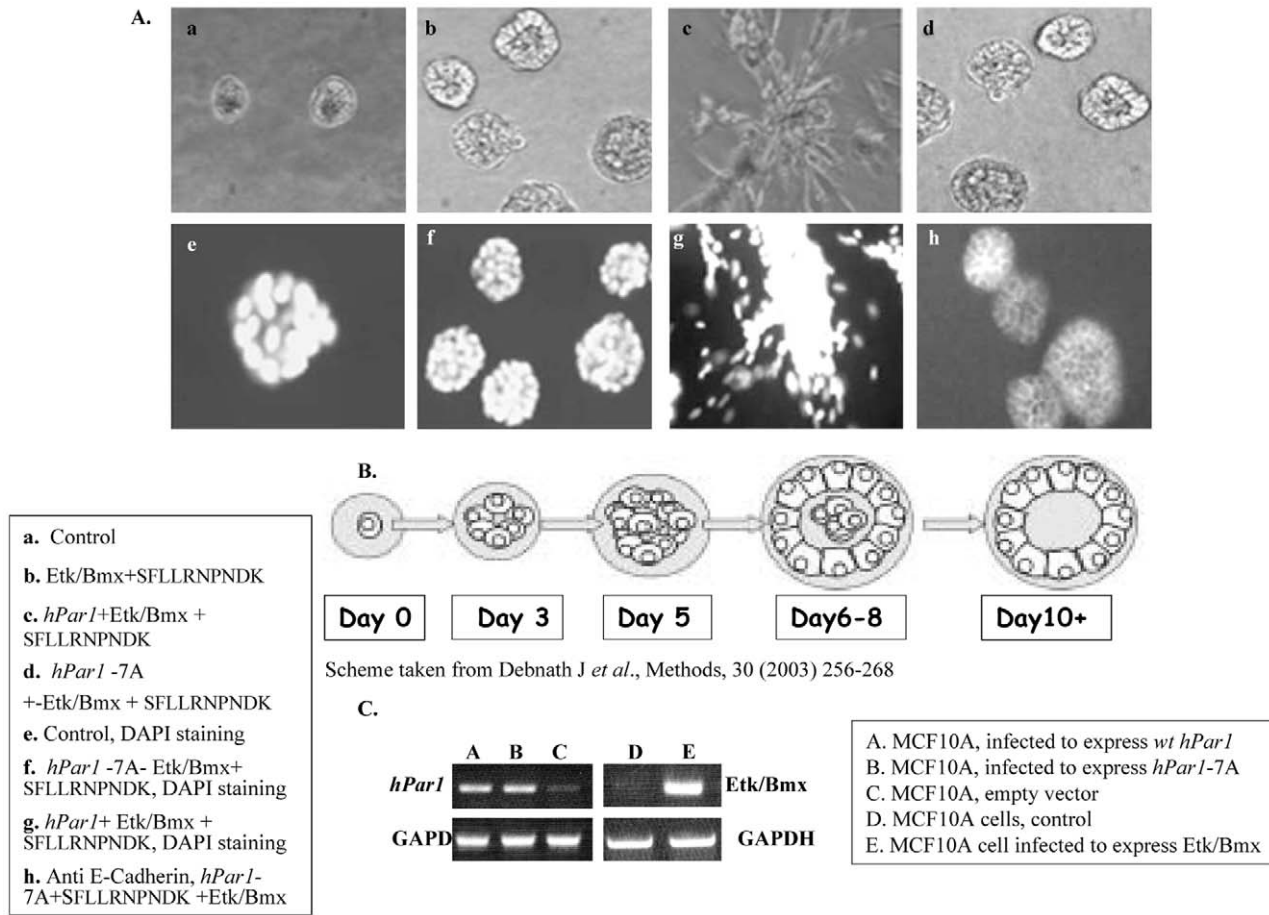 A.
a
b
c
d
e
f
g
h
B.
Day 0
Day 3
Day 5
Day6-8
Day10+
Scheme taken from Debnath J et al., Methods, 30 (2003) 256-268
a. Control
b. Etk/Bmx+SFLLRNPNDK
c. hPar1+Etk/Bmx +
SFLLRNPNDK
d. hPar1 -7A
+-Etk/Bmx + SFLLRNPNDK
e. Control, DAPI staining
f. hPar1 -7A- Etk/Bmx+
SFLLRNPNDK, DAPI staining
g. hPar1+ Etk/Bmx +
SFLLRNPNDK, DAPI staining
h. Anti E-Cadherin, hPar1-
7A+SFLLRNPNDK +Etk/Bmx
C.
A B C D E
hPar1 Etk/Bmx
GAPD GAPDH
A. MCF10A, infected to express wt hPar1
B. MCF10A, infected to express hPar1-7A
C. MCF10A, empty vector
D. MCF10A cells, control
E. MCF10A cell infected to express Etk/Bmx